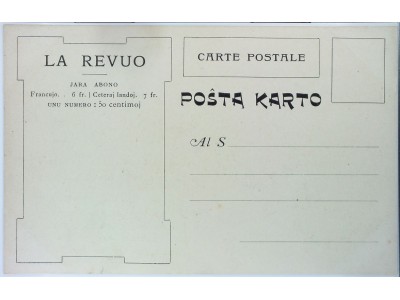 LA REVUO
JARA ABONO
Francujo. . 6 fr. | Ceteraj landoj. 7 fr.
UNU NUMERO : 50 centimoj
CARTE POSTALE
POŜTA KARTO
Al S